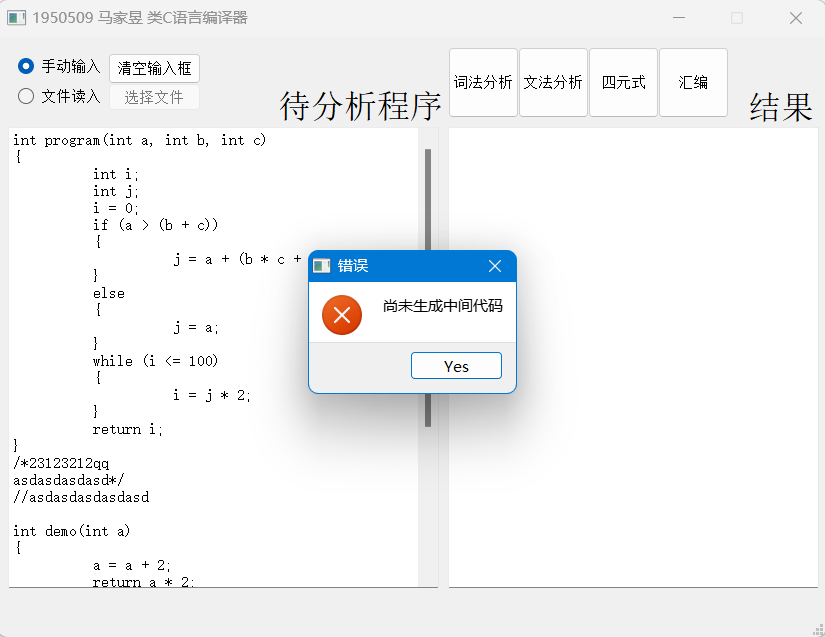 1950509 马家昱 类C语言编译器
手动输入 清空输入框
文件读入 选择文件
待分析程序
词法分析 文法分析 四元式 汇编
结果
int program(int a, int b, int c)
{
int i;
int j;
i = 0;
if (a > (b + c))
{
j = a + (b * c +
}
else
{
j = a;
}
while (i <= 100)
{
i = j * 2;
}
return i;
}
/*23123212qq
asdasdasdasd*/
//asdasdasdasdasd
int demo(int a)
{
a = a + 2;
return a * 2;
错误
尚未生成中间代码
Yes